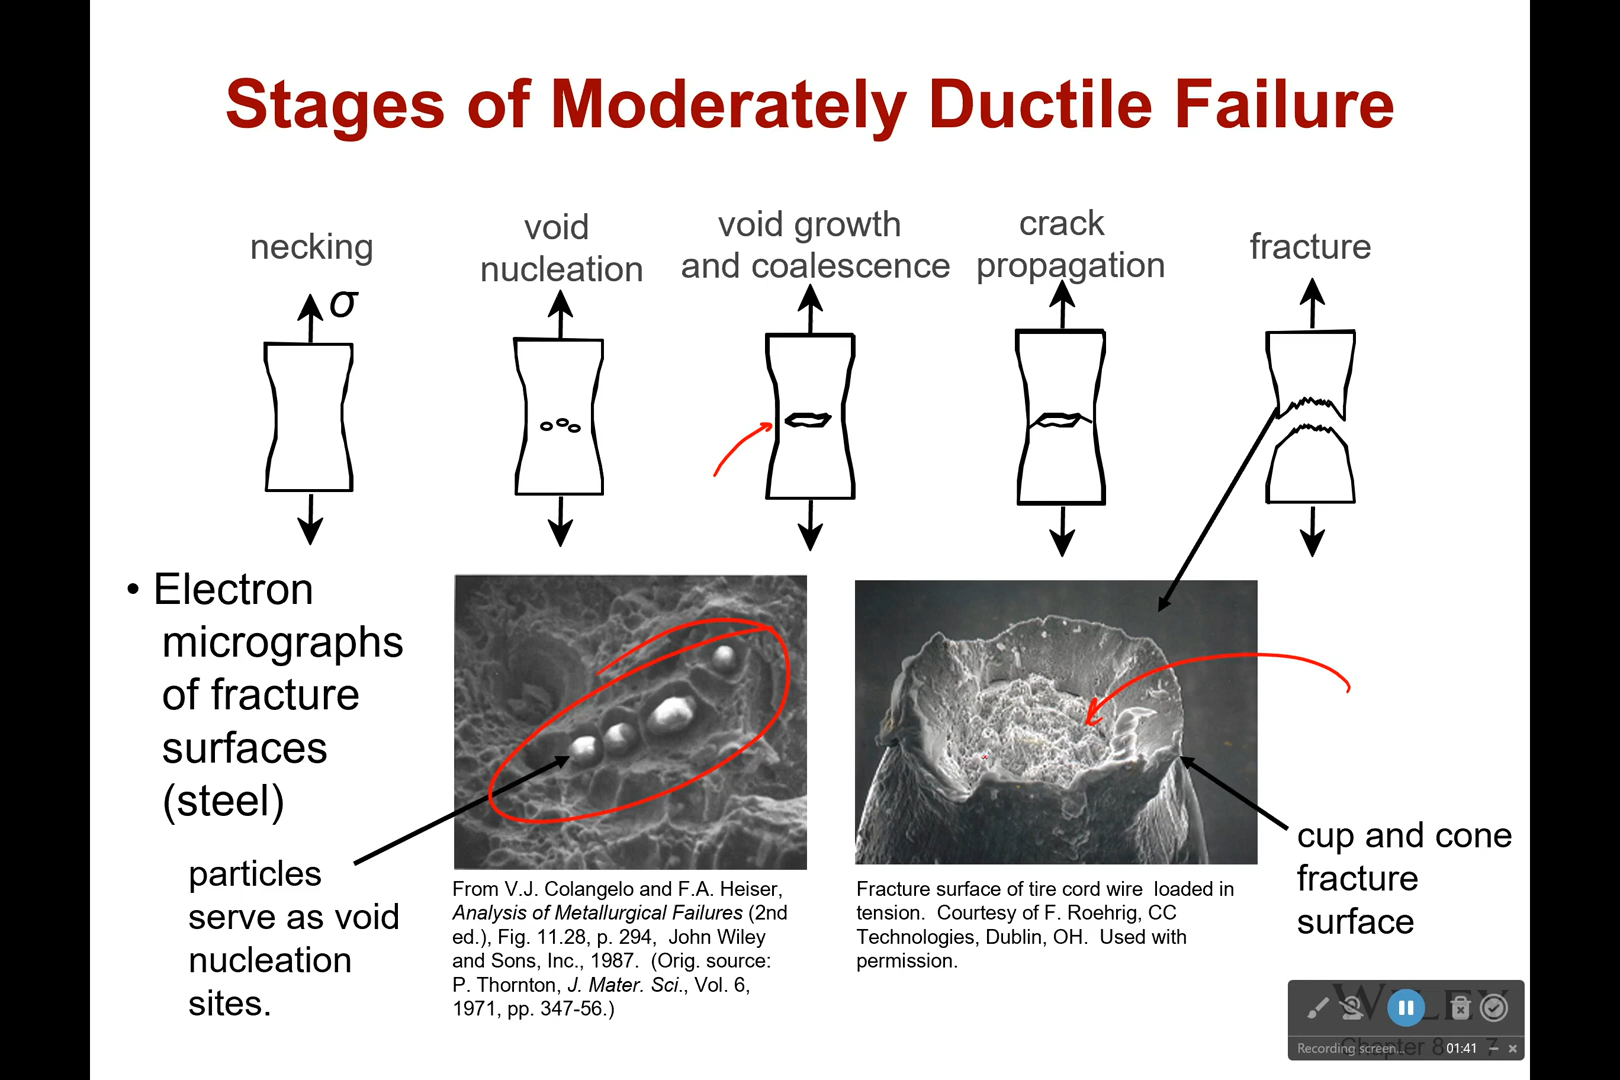 Stages of Moderately Ductile Failure
necking
void
nucleation
void growth
and coalescence
crack
propagation
fracture
σ
• Electron
micrographs
of fracture
surfaces
(steel)
particles
serve as void
nucleation
sites.
From V.J. Colangelo and F.A. Heiser,
Analysis of Metallurgical Failures (2nd
ed.), Fig. 11.28, p. 294, John Wiley
and Sons, Inc., 1987. (Orig. source:
P. Thornton, J. Mater. Sci., Vol. 6,
1971, pp. 347-56.)
Fracture surface of tire cord wire loaded in
tension. Courtesy of F. Roehrig, CC
Technologies, Dublin, OH. Used with
permission.
cup and cone
fracture
surface
WILEY
Chapter 8 - 7
Recording screen... 01:41